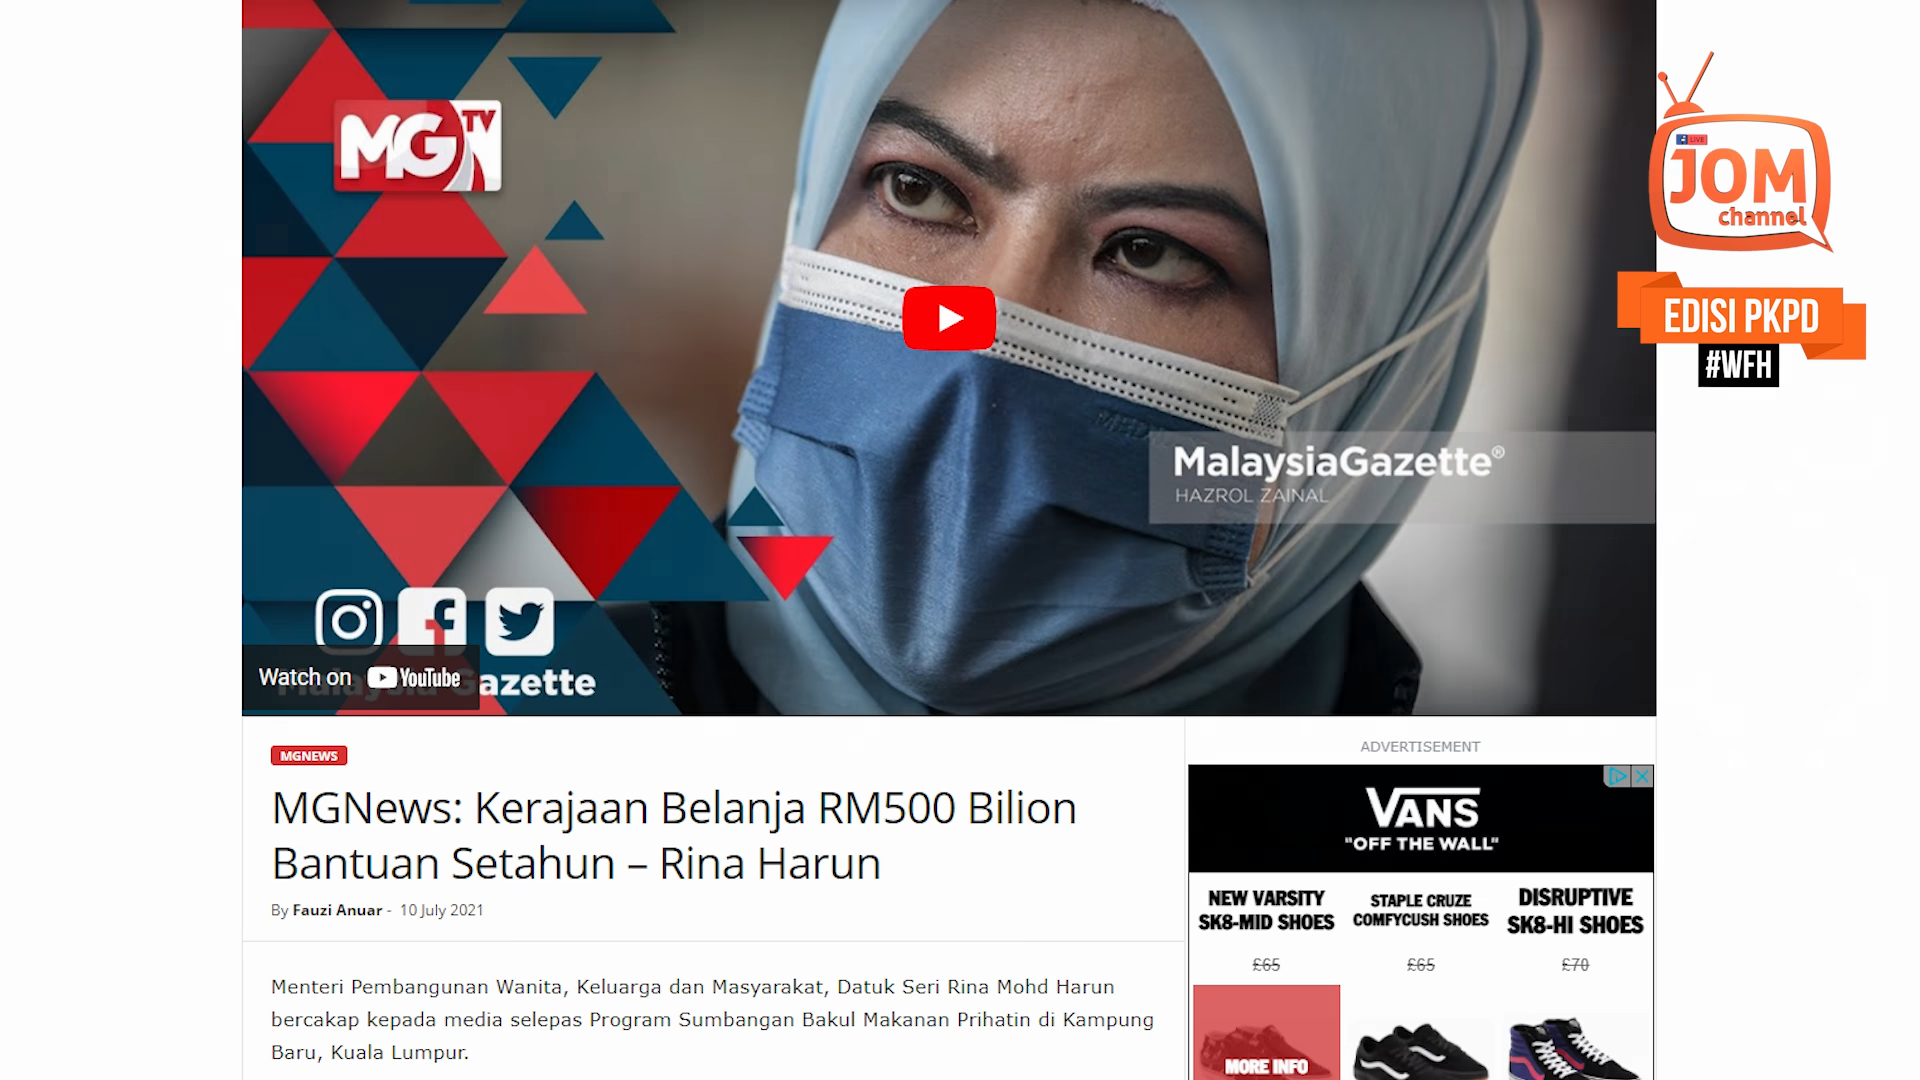 MGTV
LIVE
JOM
channel
EDISI PKPD
#WFH
MalaysiaGazette®
HAZROL ZAINAL
Watch on YouTube
azette
MGNEWS
MGNews: Kerajaan Belanja RM500 Bilion
Bantuan Setahun – Rina Harun
By Fauzi Anuar - 10 July 2021
Menteri Pembangunan Wanita, Keluarga dan Masyarakat, Datuk Seri Rina Mohd Harun
bercakap kepada media selepas Program Sumbangan Bakul Makanan Prihatin di Kampung
Baru, Kuala Lumpur.
ADVERTISEMENT
VANS
"OFF THE WALL"
NEW VARSITY
SK8-MID SHOES
£65
STAPLE CRUZE
COMFYCUSH SHOES
£65
DISRUPTIVE
SK8-HI SHOES
£70
MORE INFO